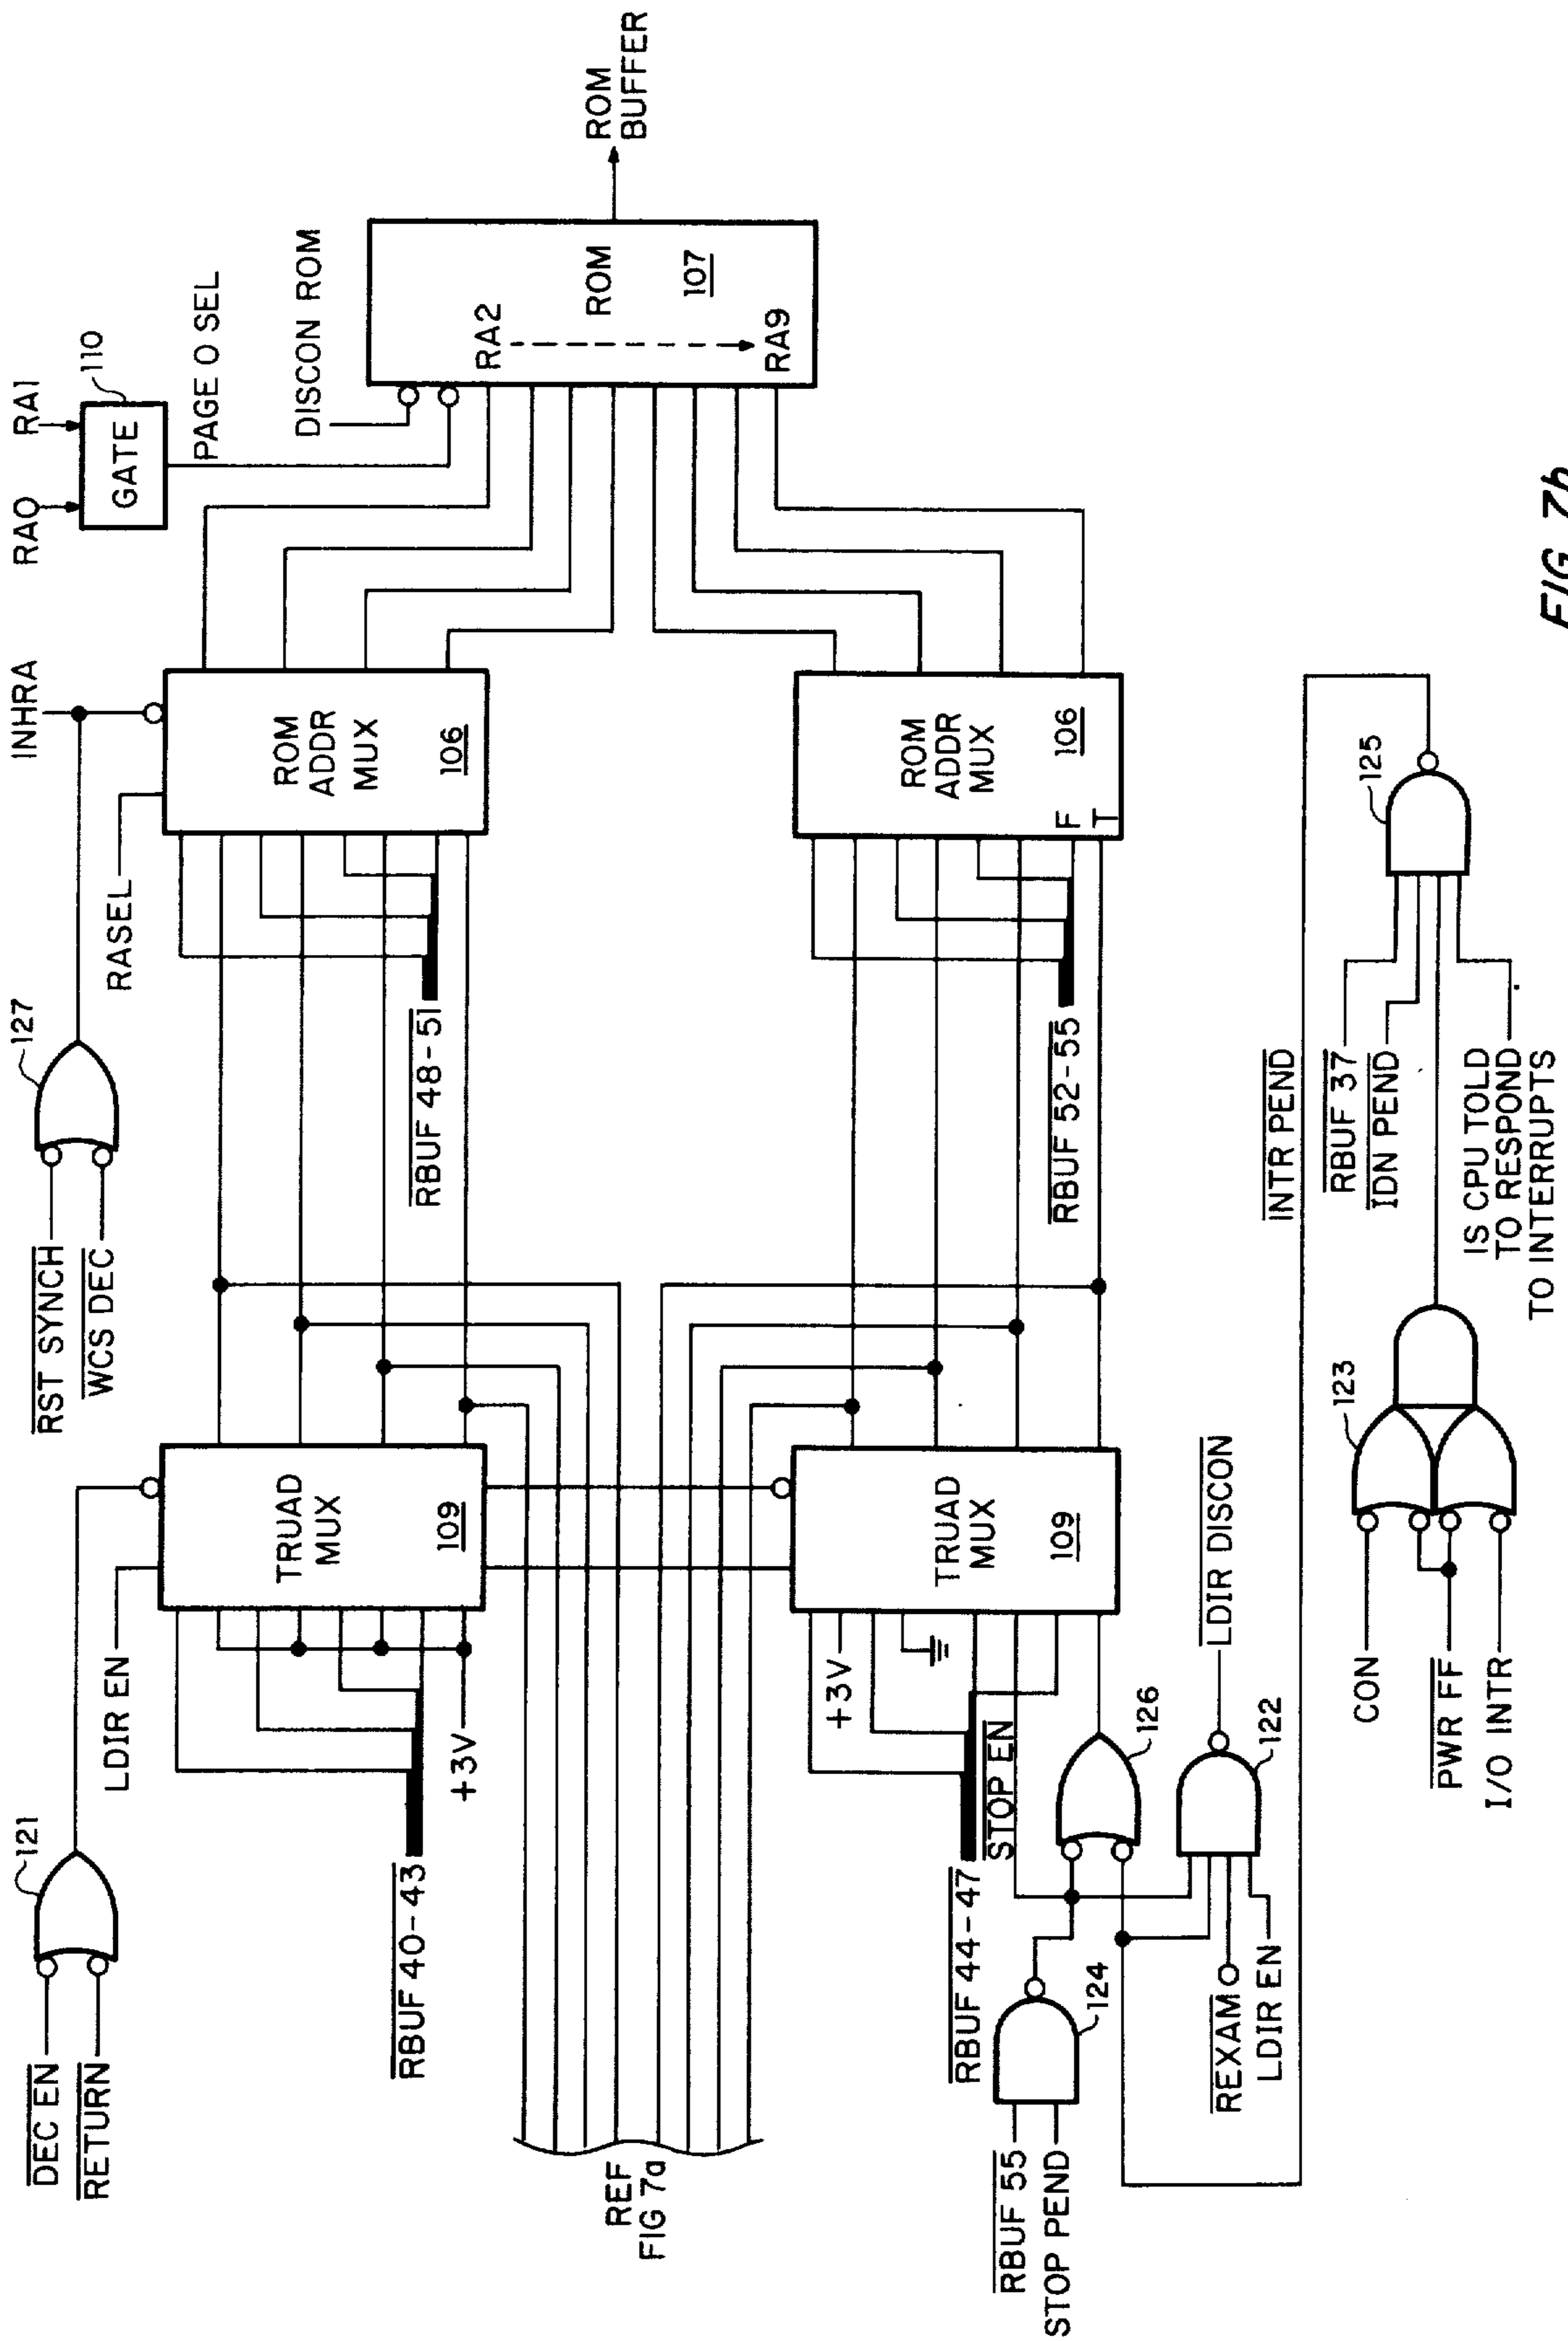 RA0
RA1
110
GATE
PAGE 0 SEL
DISCON ROM
RA2
ROM
107
RA9
ROM
BUFFER
INHRA
RASEL
127
RST SYNCH
WCS DEC
ROM
ADDR
MUX
106
RBUF 48-51
ROM
ADDR
MUX
106
F
T
RBUF 52-55
121
DEC EN
RETURN
LDIR EN
TRUAD
MUX
109
+3V
RBUF 40-43
REF
FIG 7a
TRUAD
MUX
109
+3V
STOP EN
RBUF 44-47
126
124
RBUF 55
STOP PEND
122
LDIR DISCON
REXAM
LDIR EN
INTR PEND
125
RBUF 37
IDN PEND
IS CPU TOLD
TO RESPOND
TO INTERRUPTS
123
CON
PWR FF
I/O INTR
FIG 7b